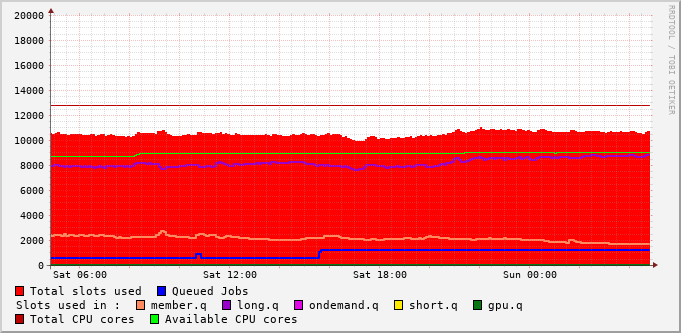 20000
18000
16000
14000
12000
10000
8000
6000
4000
2000
0
Sat 06:00 Sat 12:00 Sat 18:00 Sun 00:00
RRDTOOL / TOBI OETIKER
Total slots used Queued Jobs
Slots used in : member.q long.q ondemand.q short.q gpu.q
Total CPU cores Available CPU cores